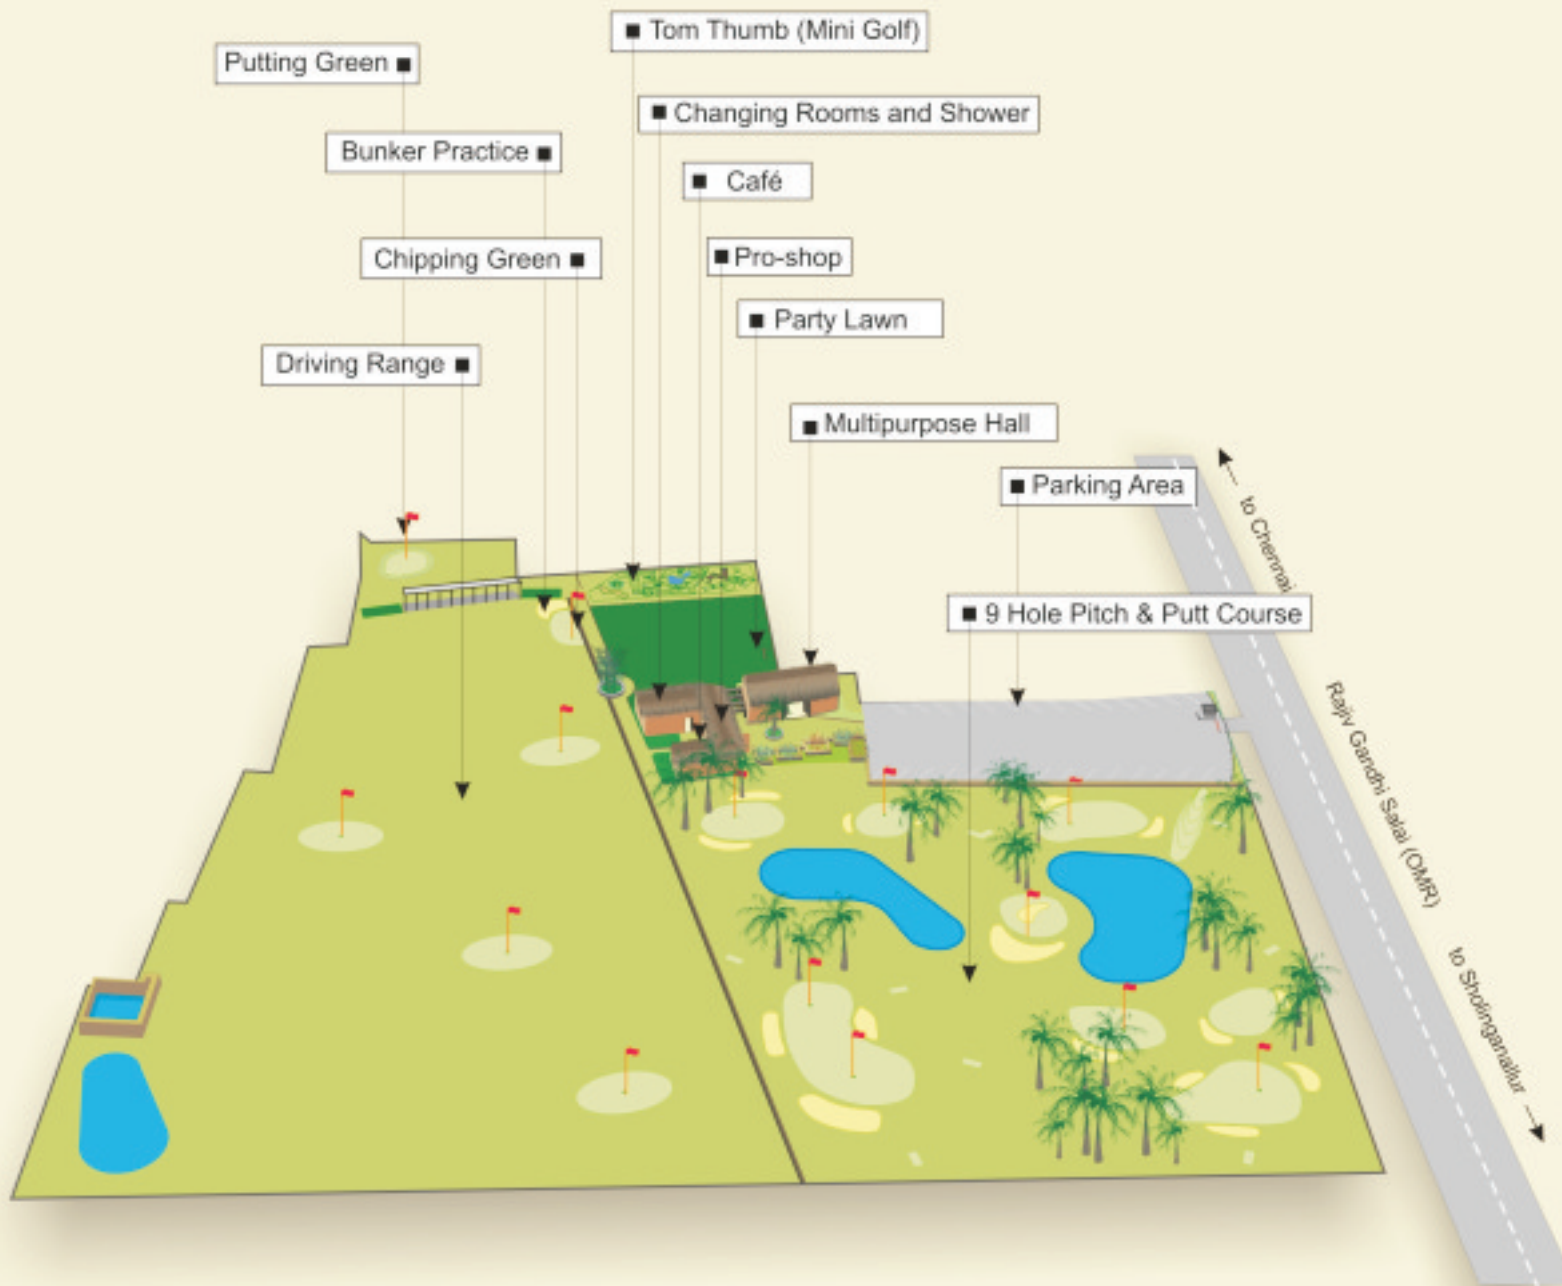 Tom Thumb (Mini Golf)
Putting Green
Changing Rooms and Shower
Bunker Practice
Café
Chipping Green
Pro-shop
Party Lawn
Driving Range
Multipurpose Hall
Parking Area
to Chennai
9 Hole Pitch & Putt Course
Rajiv Gandhi Salai (OMR)
to Sholinganallur